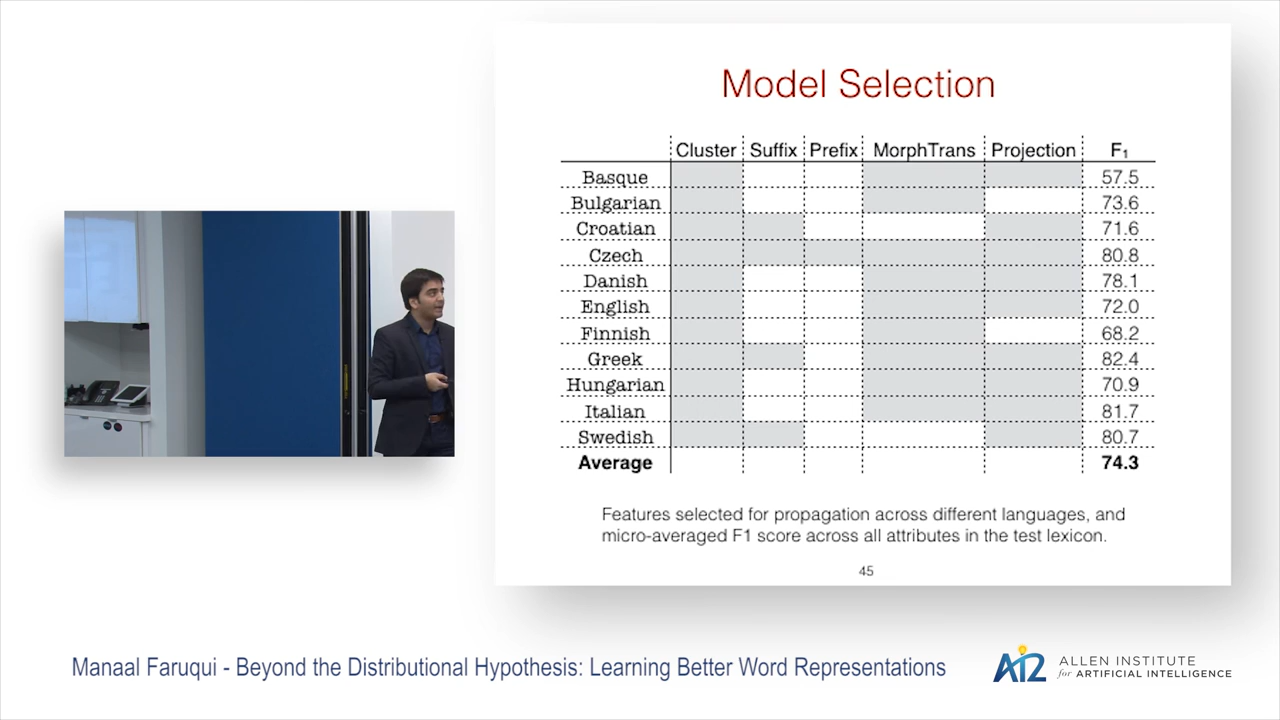 Model Selection
Cluster Suffix Prefix MorphTrans Projection F₁
Basque 57.5
Bulgarian 73.6
Croatian 71.6
Czech 80.8
Danish 78.1
English 72.0
Finnish 68.2
Greek 82.4
Hungarian 70.9
Italian 81.7
Swedish 80.7
Average 74.3
Features selected for propagation across different languages, and
micro-averaged F1 score across all attributes in the test lexicon.
45
Manaal Faruqui - Beyond the Distributional Hypothesis: Learning Better Word Representations
AI2 ALLEN INSTITUTE
for ARTIFICIAL INTELLIGENCE